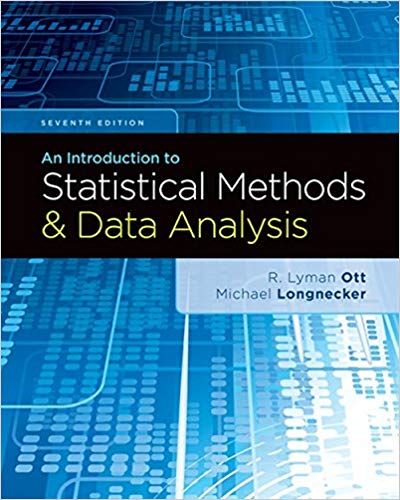 SEVENTH EDITION
An Introduction to
Statistical Methods
& Data Analysis
R. Lyman Ott
Michael Longnecker